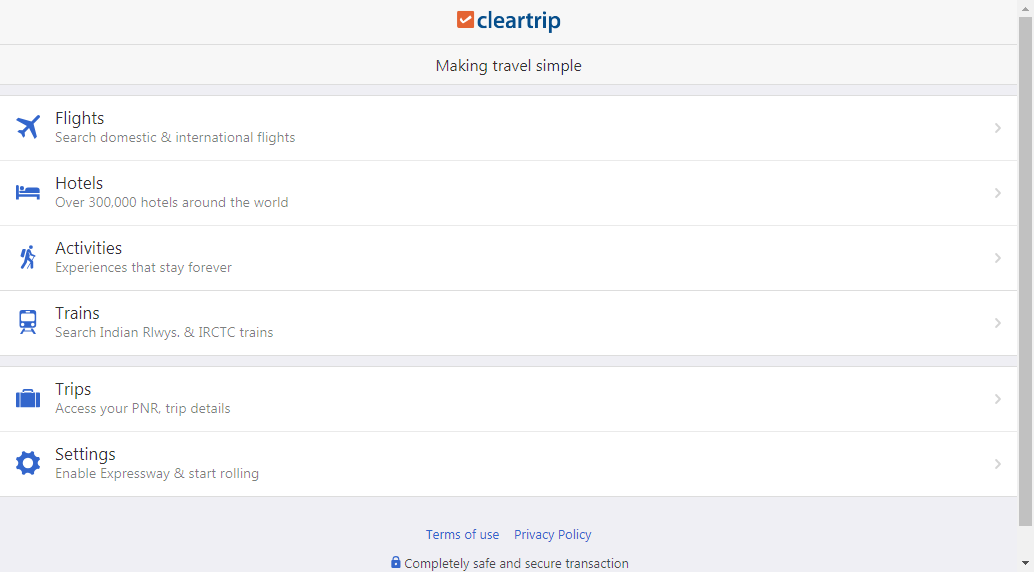 cleartrip
Making travel simple
Flights
Search domestic & international flights
Hotels
Over 300,000 hotels around the world
Activities
Experiences that stay forever
Trains
Search Indian Rlwys. & IRCTC trains
Trips
Access your PNR, trip details
Settings
Enable Expressway & start rolling
Terms of use Privacy Policy
Completely safe and secure transaction